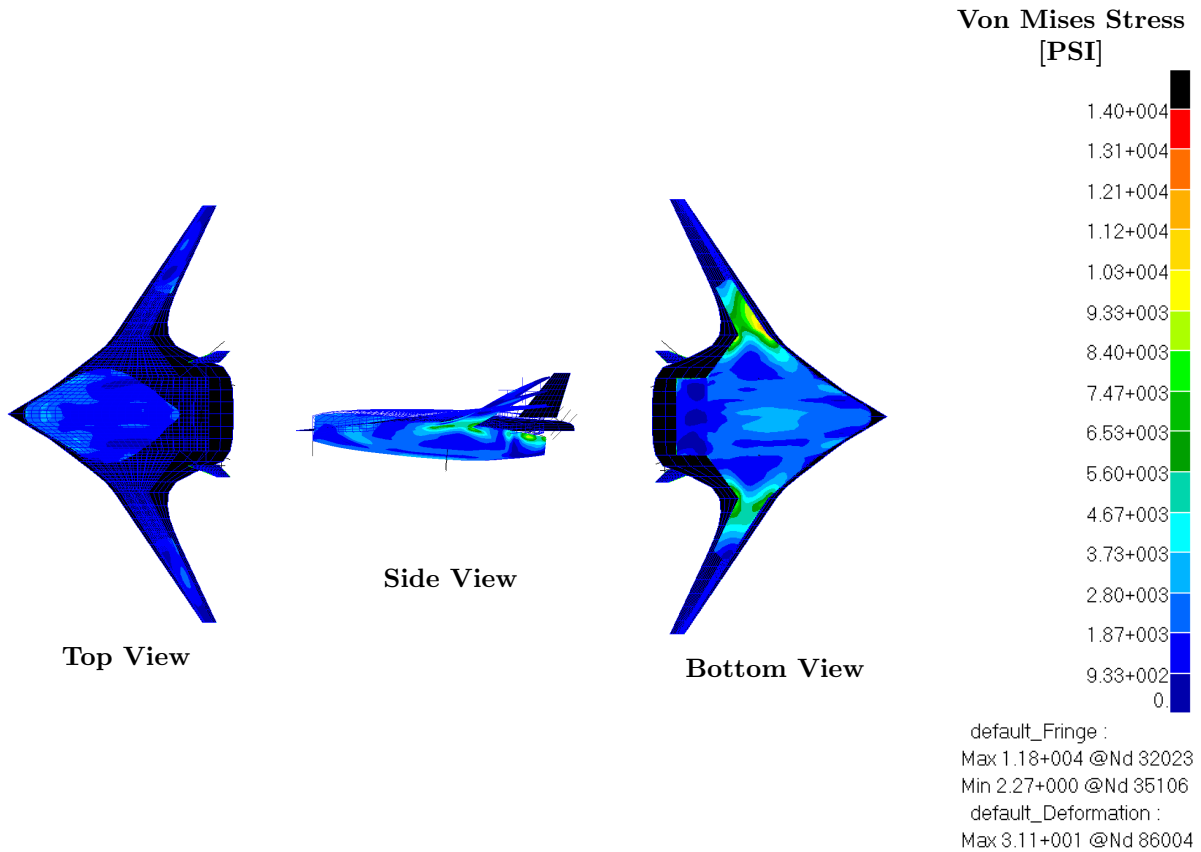 Von Mises Stress
[PSI]
1.40+004
1.31+004
1.21+004
1.12+004
1.03+004
9.33+003
8.40+003
7.47+003
6.53+003
5.60+003
4.67+003
3.73+003
2.80+003
1.87+003
9.33+002
0.
default_Fringe :
Max 1.18+004 @Nd 32023
Min 2.27+000 @Nd 35106
default_Deformation :
Max 3.11+001 @Nd 86004
Side View
Top View
Bottom View